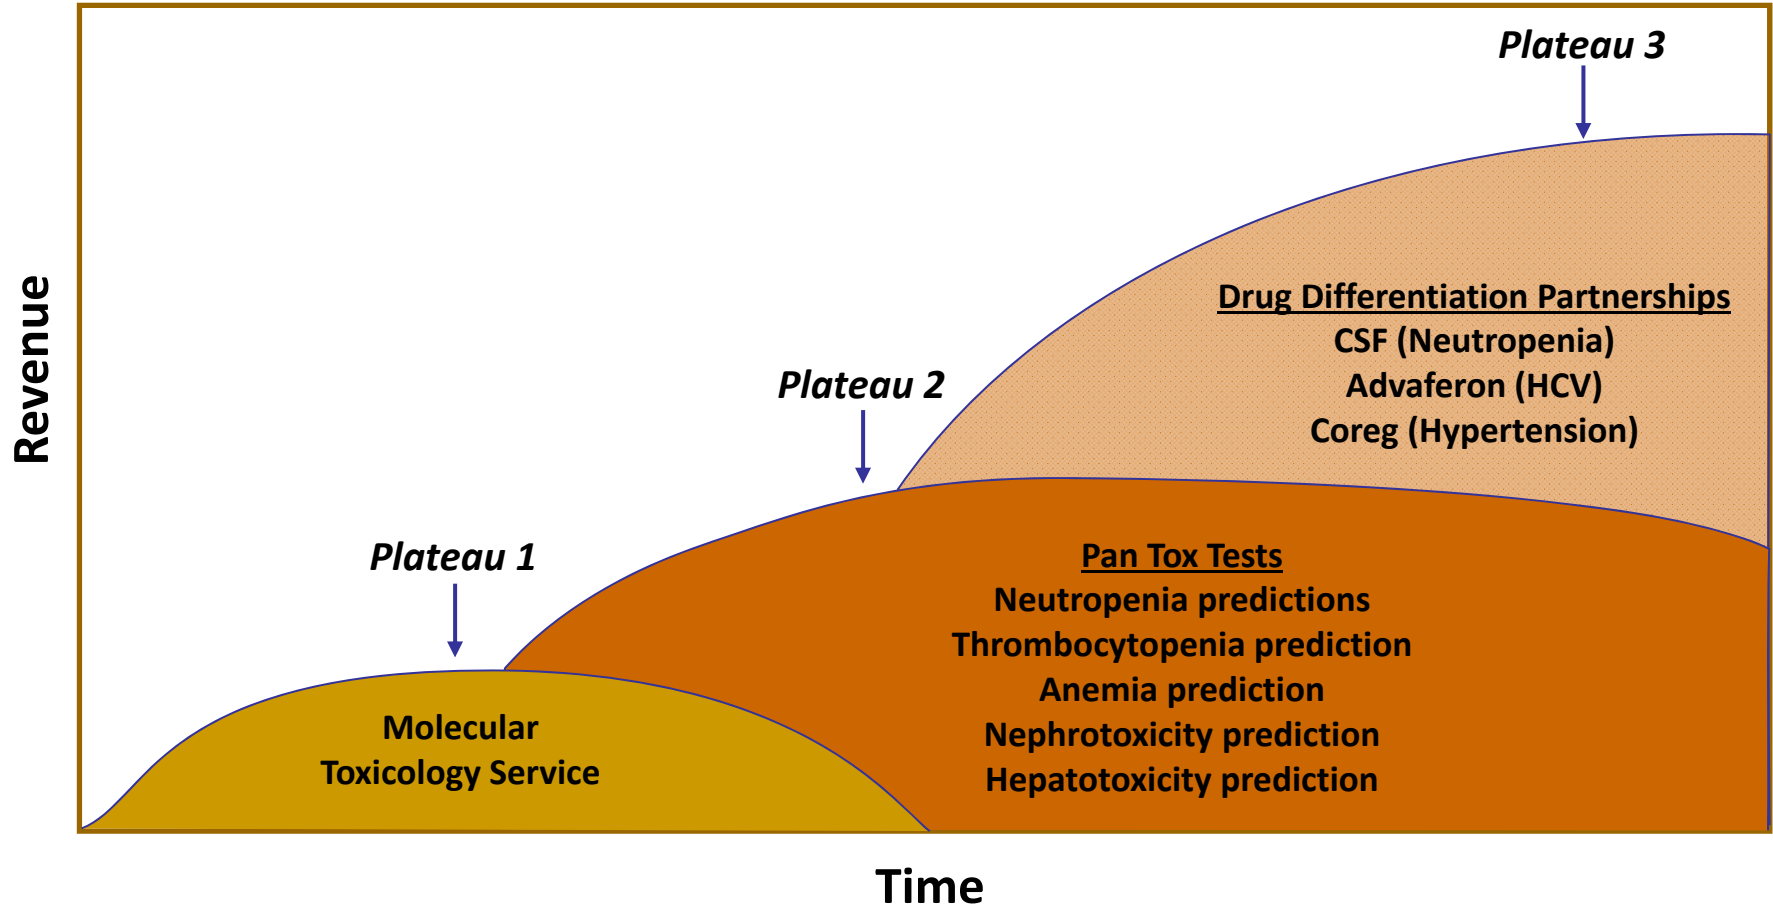 Plateau 3
Drug Differentiation Partnerships
CSF (Neutropenia)
Advaferon (HCV)
Coreg (Hypertension)
Plateau 2
Plateau 1
Pan Tox Tests
Neutropenia predictions
Thrombocytopenia prediction
Anemia prediction
Nephrotoxicity prediction
Hepatotoxicity prediction
Molecular
Toxicology Service
Revenue
Time